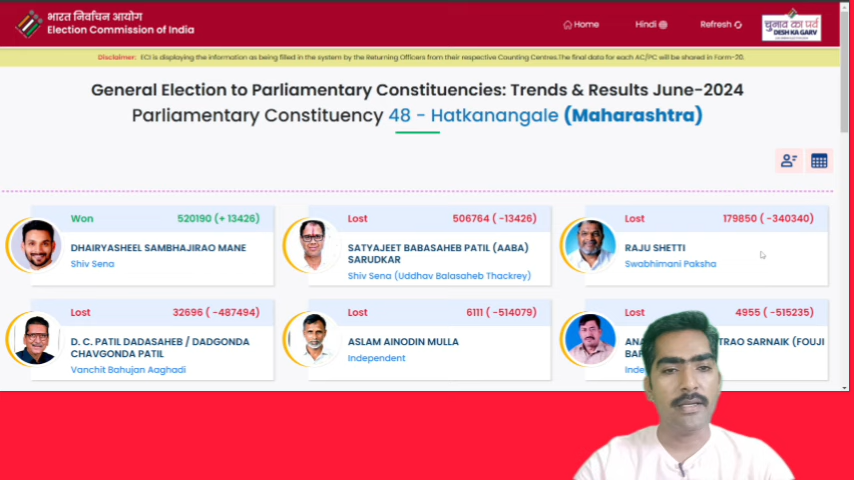 भारत निर्वाचन आयोग
Election Commission of India
Home
Hindi
Refresh
चुनाव का पर्व
DESH KA GARV
Disclaimer: ECI is displaying the information as being filled in the system by the Returning Officers from their respective Counting Centres.The final data for each AC/PC will be shared in Form-20.
General Election to Parliamentary Constituencies: Trends & Results June-2024
Parliamentary Constituency 48 - Hatkanangale (Maharashtra)
Won 520190 (+ 13426)
DHAIRYASHEEL SAMBHAJIRAO MANE
Shiv Sena
Lost 506764 ( -13426)
SATYAJEET BABASAHEB PATIL (AABA)
SARUDKAR
Shiv Sena (Uddhav Balasaheb Thackrey)
Lost 179850 ( -340340)
RAJU SHETTI
Swabhimani Paksha
Lost 32696 ( -487494)
D. C. PATIL DADASAHEB / DADGONDA
CHAVGONDA PATIL
Vanchit Bahujan Aaghadi
Lost 6111 ( -514079)
ASLAM AINODIN MULLA
Independent
Lost 4955 ( -515235)
TRAO SARNAIK (FOUJI